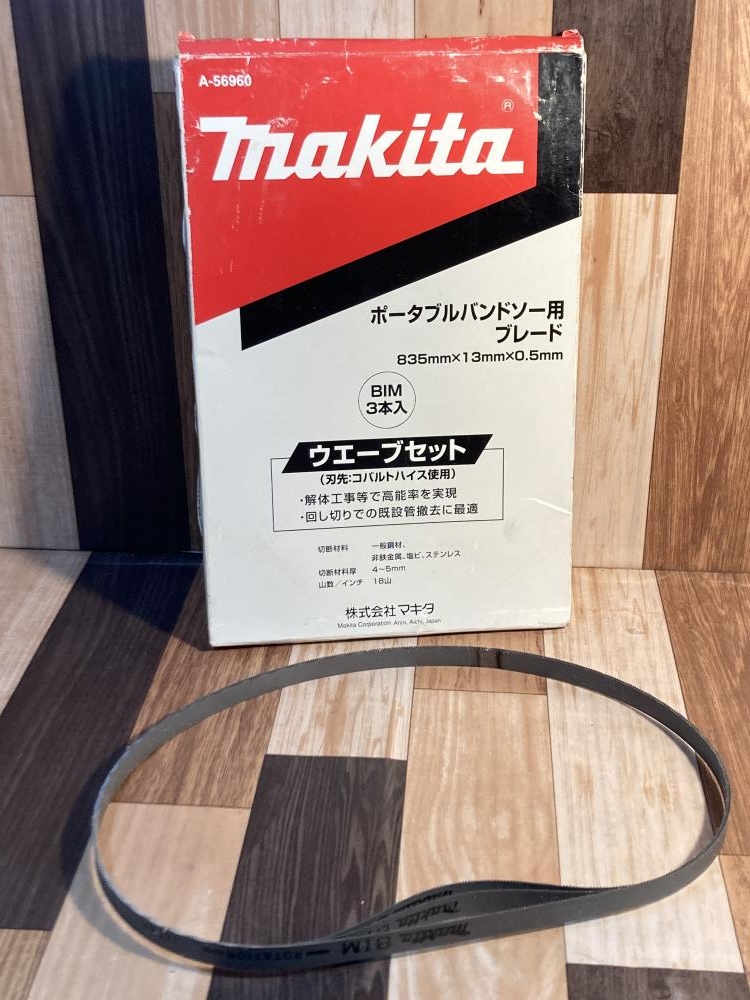 A-56960
makita®
ポータブルバンドソー用
ブレード
835mm×13mm×0.5mm
BIM
3本入
ウエーブセット
(刃先:コバルトハイス使用)
・解体工事等で高能率を実現
・回し切りでの既設管撤去に最適
切断材料 一般鋼材、
非鉄金属、塩ビ、ステンレス
切断材料厚 4〜5mm
山数/インチ 18山
株式会社マキタ
Makita Corporation Anjo, Aichi, Japan
makita
makita BIM
ROTATION